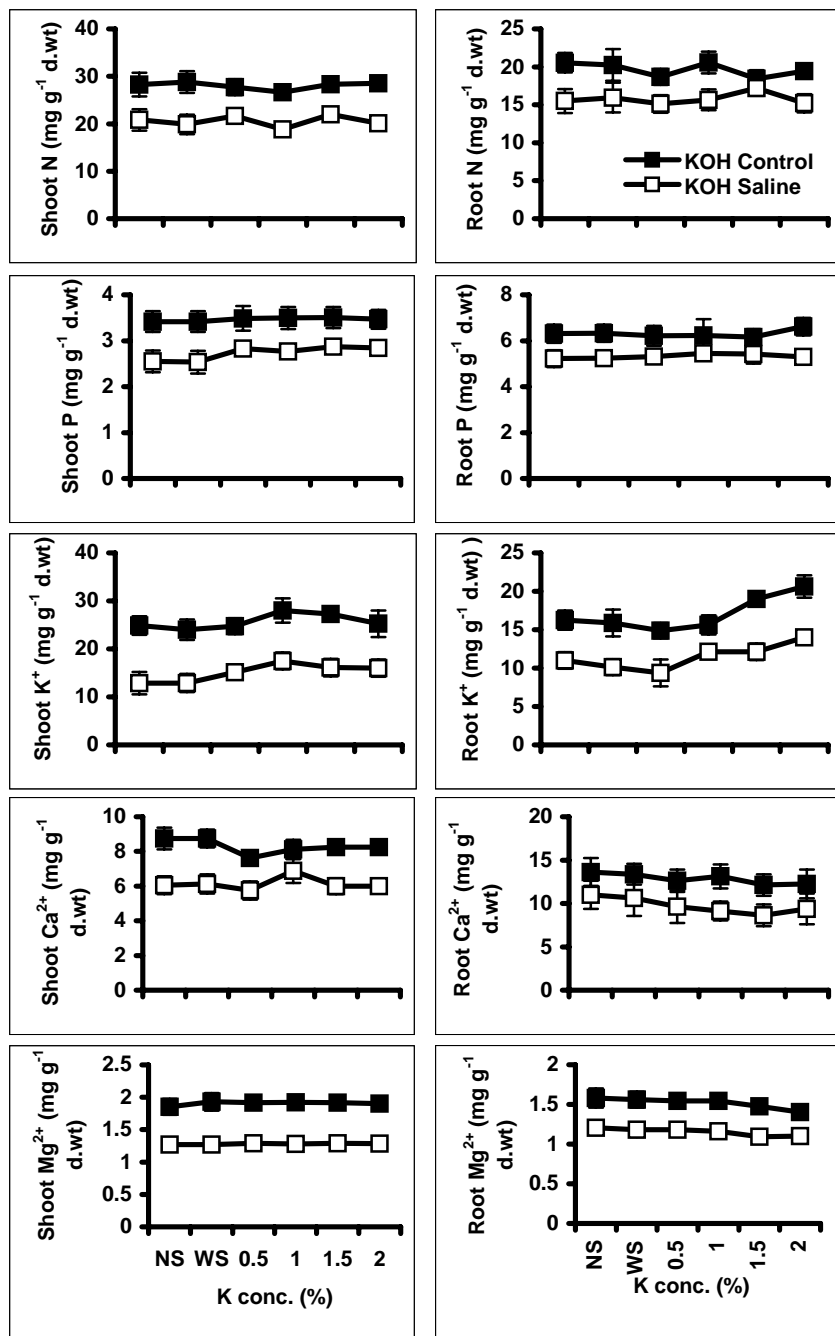 Shoot N (mg g⁻¹ d.wt)
40
30
20
10
0
Root N (mg g⁻¹ d.wt)
25
20
15
10
5
0
KOH Control
KOH Saline
Shoot P (mg g⁻¹ d.wt)
4
3
2
1
0
Root P (mg g⁻¹ d.wt)
8
6
4
2
0
Shoot K⁺ (mg g⁻¹ d.wt)
40
30
20
10
0
Root K⁺ (mg g⁻¹ d.wt) )
25
20
15
10
5
0
Shoot Ca²⁺ (mg g⁻¹
d.wt)
10
8
6
4
2
0
Root Ca²⁺ (mg g⁻¹
d.wt)
20
15
10
5
0
Shoot Mg²⁺ (mg g⁻¹
d.wt)
2.5
2
1.5
1
0.5
0
NS WS 0.5 1 1.5 2
K conc. (%)
Root Mg²⁺ (mg g⁻¹
d.wt)
2
1.5
1
0.5
0
NS
WS
0.5
1
1.5
2
K conc. (%)